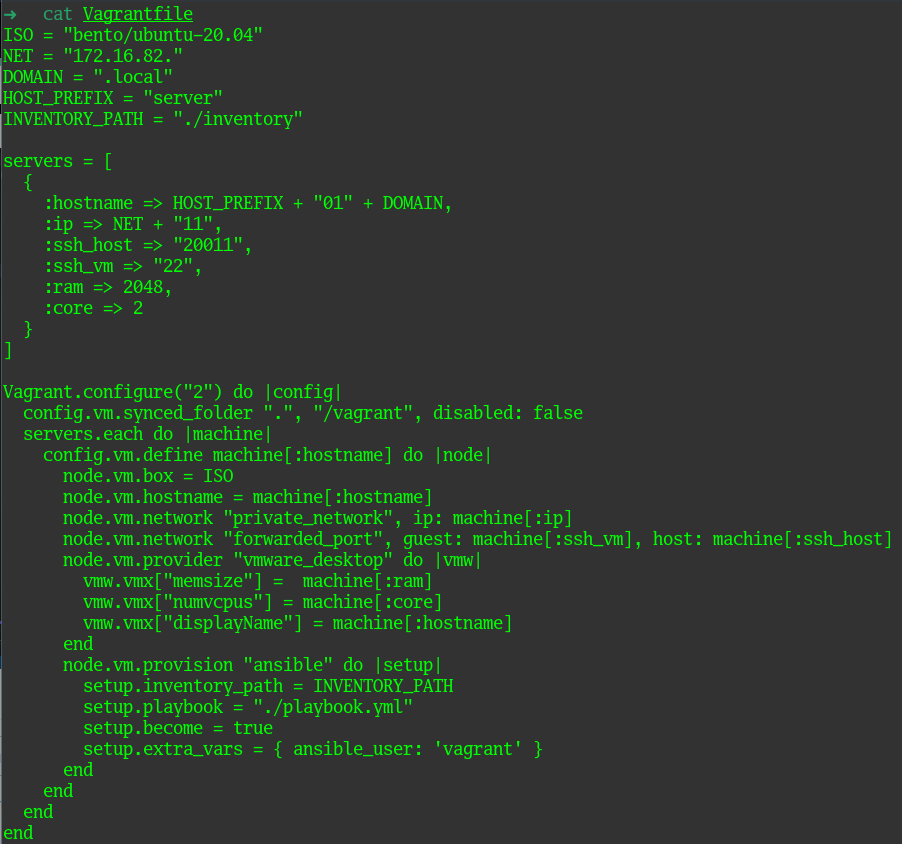 ➜   cat Vagrantfile
ISO = "bento/ubuntu-20.04"
NET = "172.16.82."
DOMAIN = ".local"
HOST_PREFIX = "server"
INVENTORY_PATH = "./inventory"

servers = [
  {
    :hostname => HOST_PREFIX + "01" + DOMAIN,
    :ip => NET + "11",
    :ssh_host => "20011",
    :ssh_vm => "22",
    :ram => 2048,
    :core => 2
  }
]

Vagrant.configure("2") do |config|
  config.vm.synced_folder ".", "/vagrant", disabled: false
  servers.each do |machine|
    config.vm.define machine[:hostname] do |node|
      node.vm.box = ISO
      node.vm.hostname = machine[:hostname]
      node.vm.network "private_network", ip: machine[:ip]
      node.vm.network "forwarded_port", guest: machine[:ssh_vm], host: machine[:ssh_host]
      node.vm.provider "vmware_desktop" do |vmw|
        vmw.vmx["memsize"] =  machine[:ram]
        vmw.vmx["numvcpus"] = machine[:core]
        vmw.vmx["displayName"] = machine[:hostname]
      end
      node.vm.provision "ansible" do |setup|
        setup.inventory_path = INVENTORY_PATH
        setup.playbook = "./playbook.yml"
        setup.become = true
        setup.extra_vars = { ansible_user: 'vagrant' }
      end
    end
  end
end